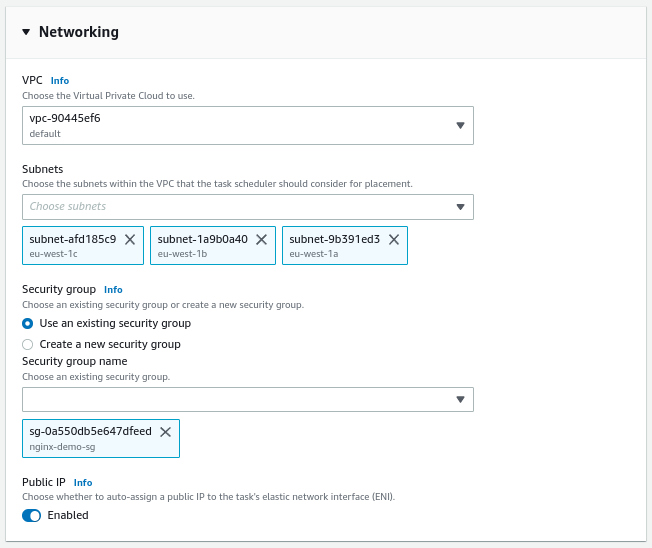 Networking
VPC Info
Choose the Virtual Private Cloud to use.
vpc-90445ef6
default
Subnets
Choose the subnets within the VPC that the task scheduler should consider for placement.
Choose subnets
subnet-afd185c9 subnet-1a9b0a40 subnet-9b391ed3
eu-west-1c eu-west-1b eu-west-1a
Security group Info
Choose an existing security group or create a new security group.
Use an existing security group
Create a new security group
Security group name
Choose an existing security group.
sg-0a550db5e647dfeed
nginx-demo-sg
Public IP Info
Choose whether to auto-assign a public IP to the task's elastic network interface (ENI).
Enabled